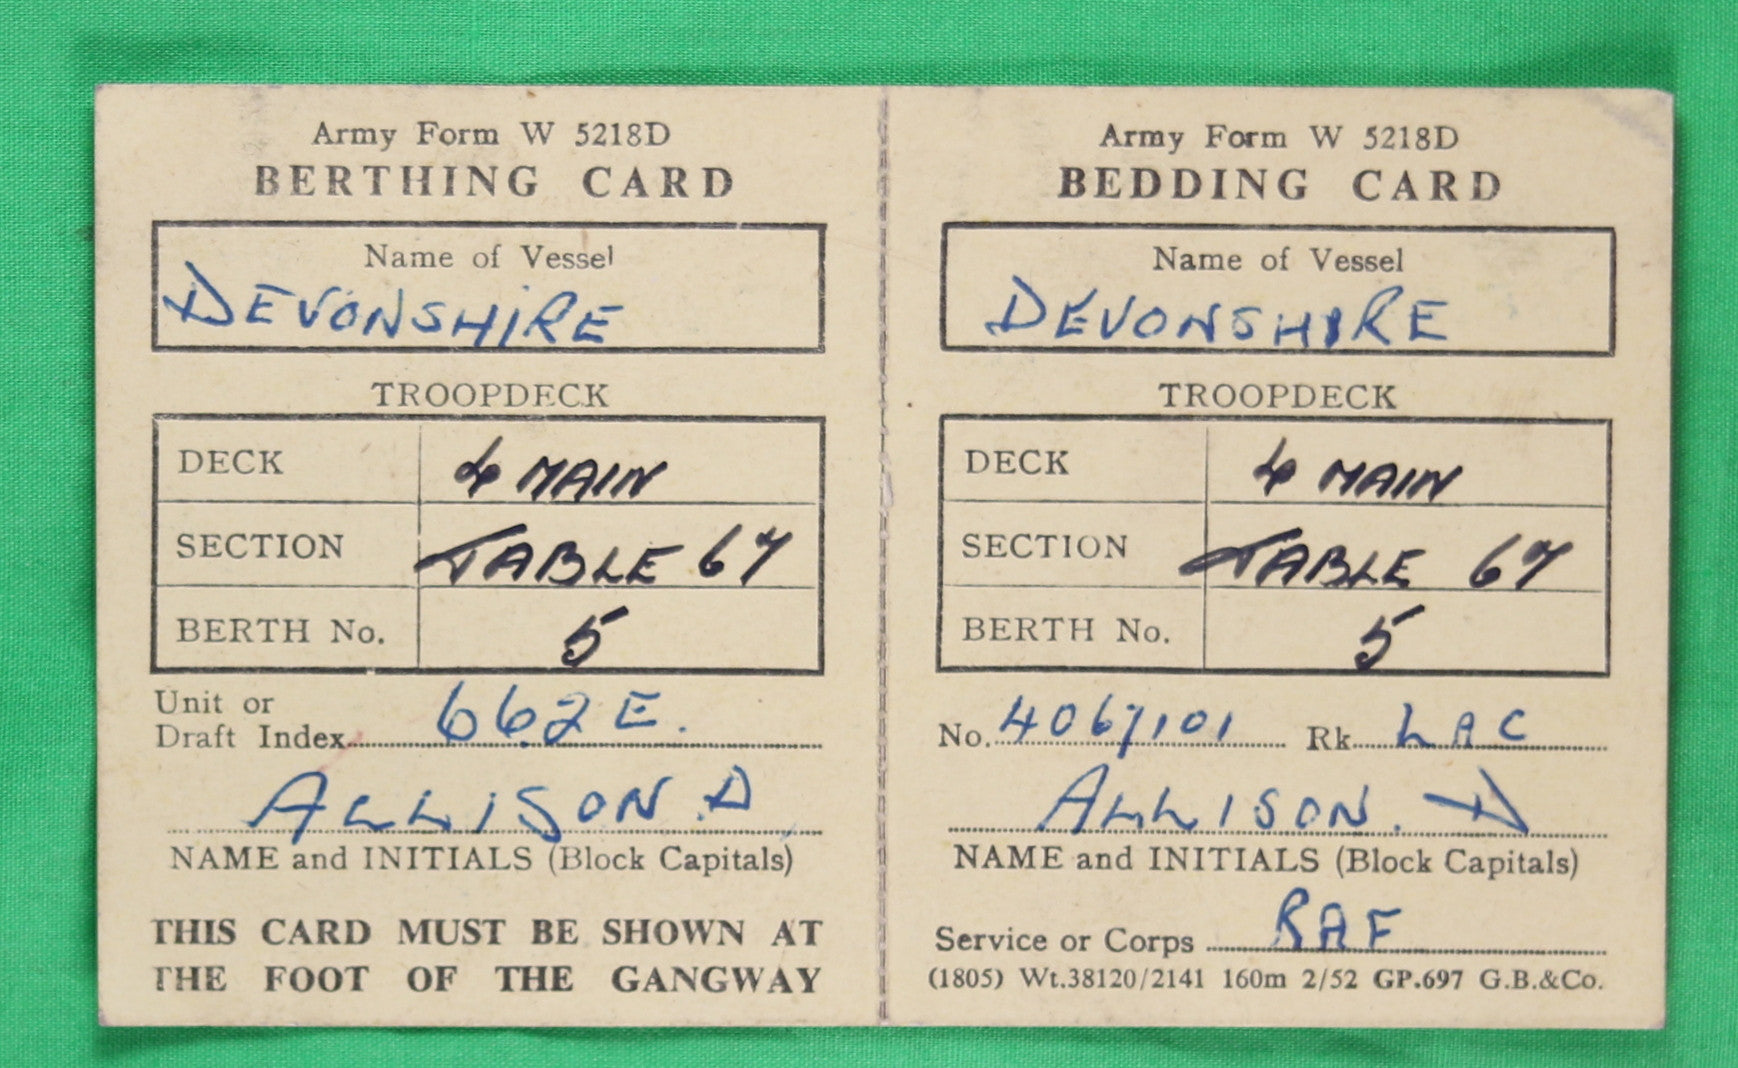 Army Form W 5218D
BERTHING CARD
Name of Vessel
DEVONSHIRE
TROOPDECK
DECK 4 MAIN
SECTION TABLE 67
BERTH No. 5
Unit or
Draft Index 662 E.
ALLISON D
NAME and INITIALS (Block Capitals)
THIS CARD MUST BE SHOWN AT
THE FOOT OF THE GANGWAY
Army Form W 5218D
BEDDING CARD
Name of Vessel
DEVONSHIRE
TROOPDECK
DECK 4 MAIN
SECTION TABLE 67
BERTH No. 5
No. 4067101 Rk. LAC
ALLISON. D
NAME and INITIALS (Block Capitals)
Service or Corps RAF
(1805) Wt.38120/2141 160m 2/52 GP.697 G.B.&Co.